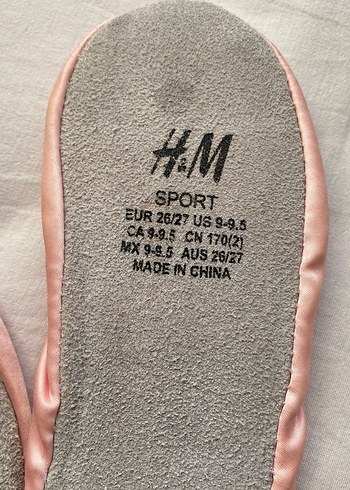 H&M
SPORT
EUR 26/27 US 9-9.5
CA 9-9.5 CN 170(2)
MX 9-9.5 AUS 26/27
MADE IN CHINA